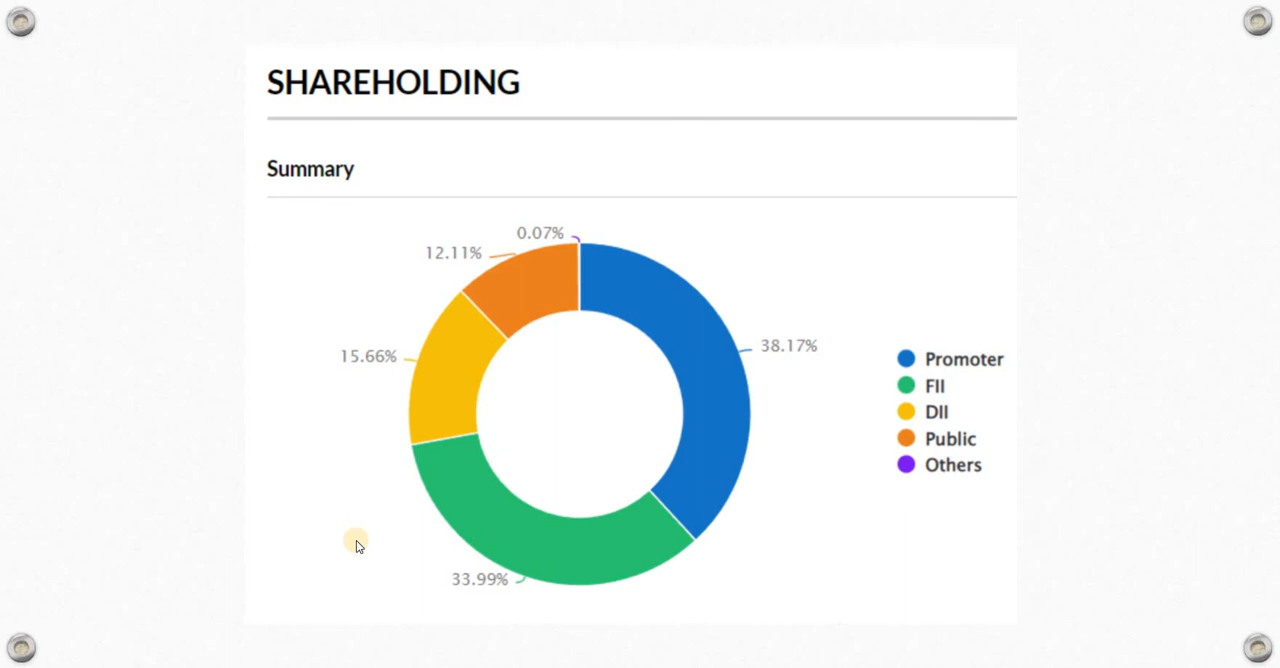 SHAREHOLDING
Summary
0.07%
12.11%
15.66%
38.17%
33.99%
Promoter
FII
DII
Public
Others